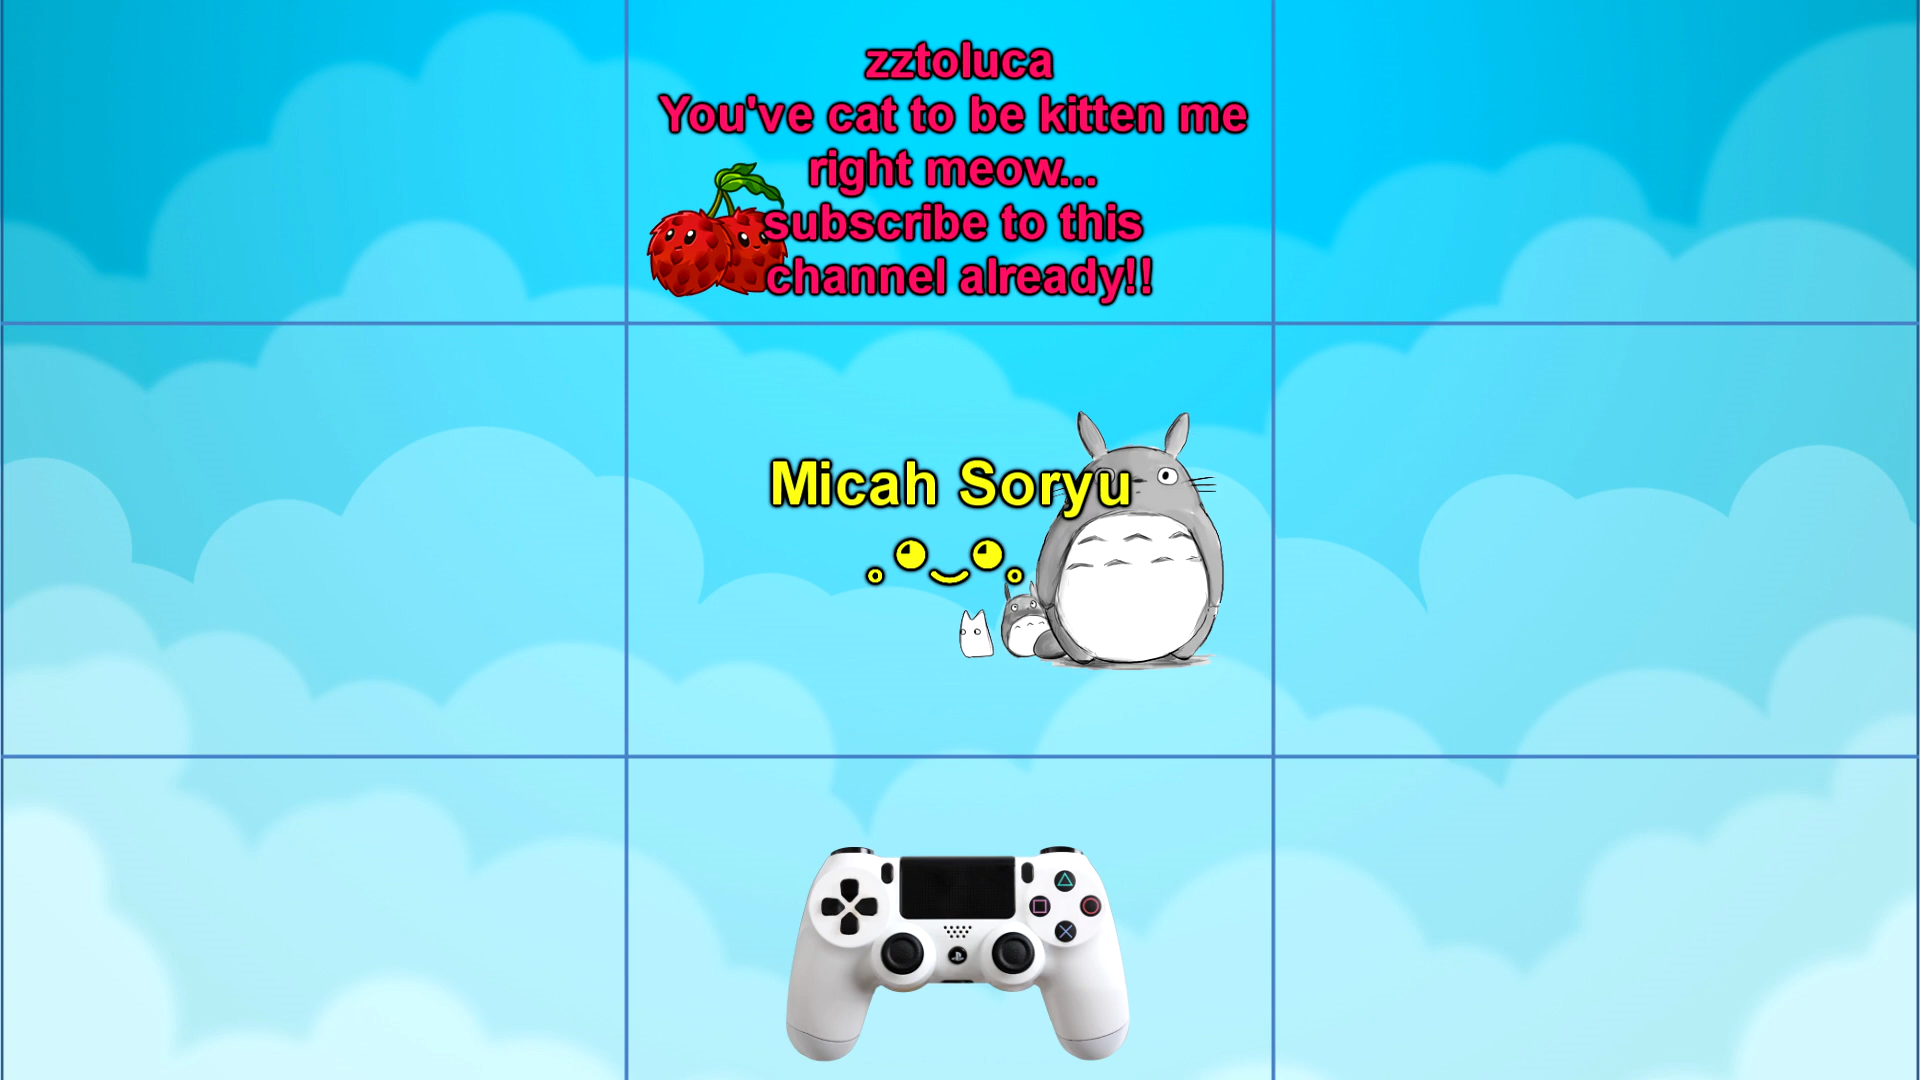 zztoluca
You've cat to be kitten me
right meow...
subscribe to this
channel already!!
Micah Soryu
｡◕‿◕｡